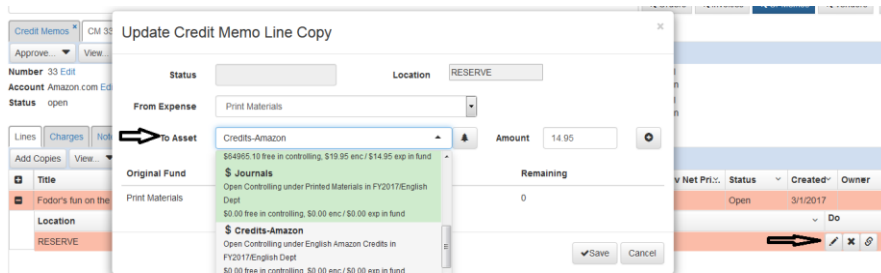 Credit Memos × CM 33
Update Credit Memo Line Copy ×
Approve... View...
Number 33 Edit
Account Amazon.com
Status open
Status Location RESERVE
From Expense Print Materials
To Asset Credits-Amazon Amount 14.95
Lines Charges
Add Copies View...
$64965.10 free in controlling, $19.95 enc / $14.95 exp in fund
$ Journals
Open Controlling under Printed Materials in FY2017/English
Dept
$0.00 free in controlling, $0.00 enc / $0.00 exp in fund
$ Credits-Amazon
Open Controlling under English Amazon Credits in
FY2017/English Dept
$0.00 free in controlling, $0.00 enc / $0.00 exp in fund
Original Fund Remaining
Print Materials 0
Save Cancel
Title Status Created Owner
Fodor's fun on the Open 3/1/2017
Location Do
RESERVE